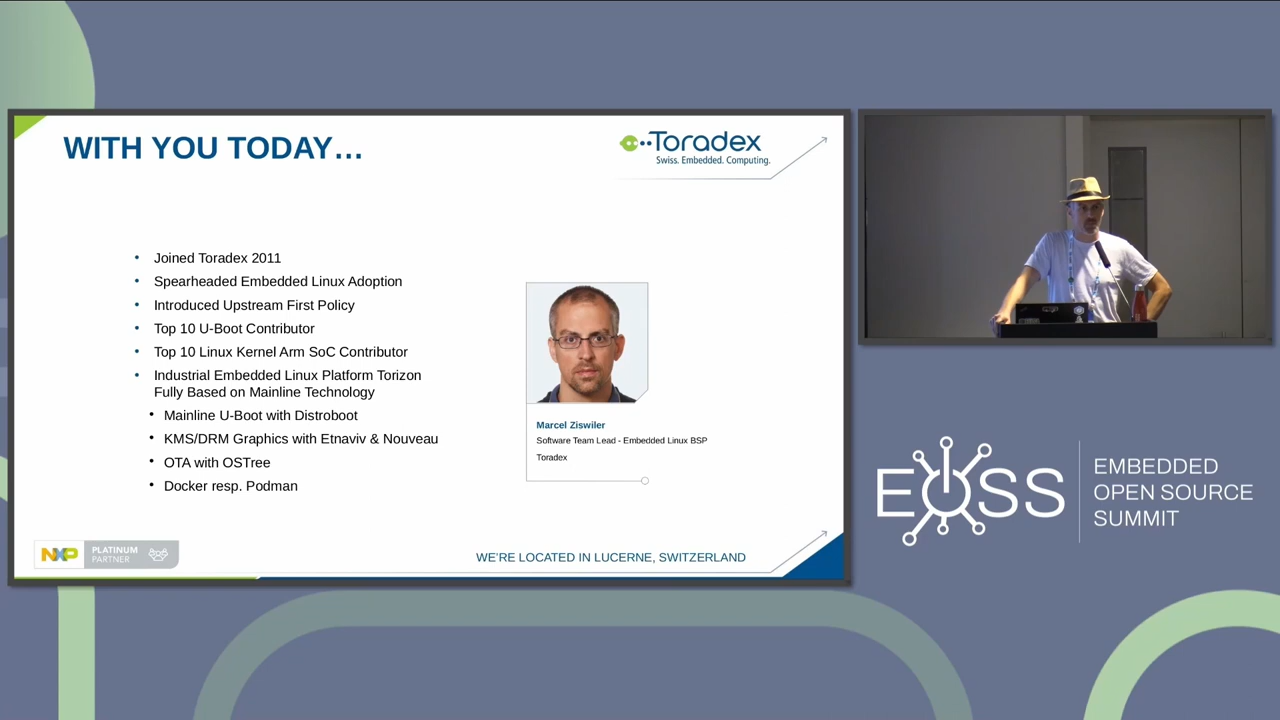 WITH YOU TODAY…
Toradex
Swiss. Embedded. Computing.
Joined Toradex 2011
Spearheaded Embedded Linux Adoption
Introduced Upstream First Policy
Top 10 U-Boot Contributor
Top 10 Linux Kernel Arm SoC Contributor
Industrial Embedded Linux Platform Torizon
Fully Based on Mainline Technology
Mainline U-Boot with Distroboot
KMS/DRM Graphics with Etnaviv & Nouveau
OTA with OSTree
Docker resp. Podman
Marcel Ziswiler
Software Team Lead - Embedded Linux BSP
Toradex
NXP
PLATINUM
PARTNER
WE'RE LOCATED IN LUCERNE, SWITZERLAND
EOSS
EMBEDDED
OPEN SOURCE
SUMMIT